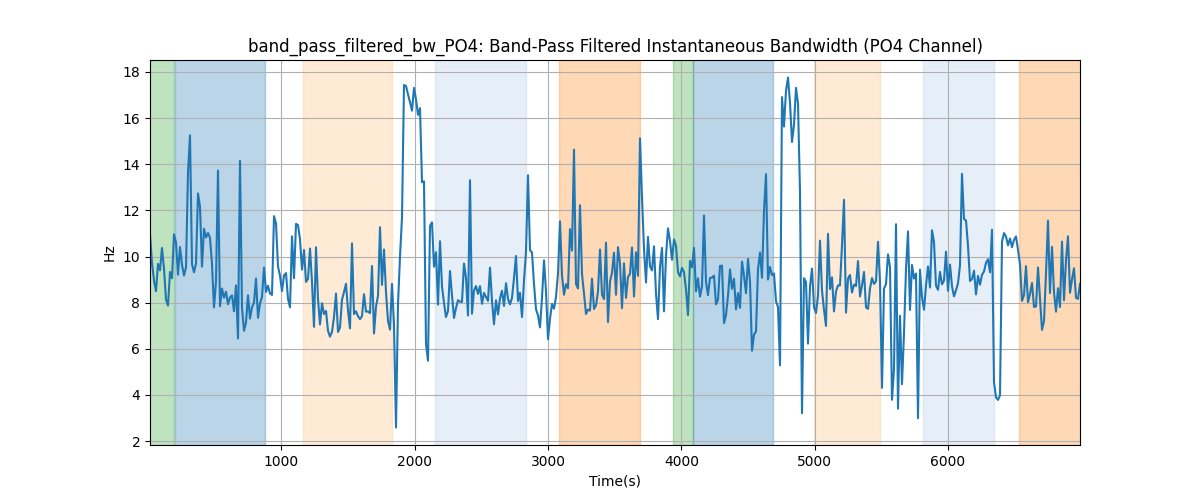 band_pass_filtered_bw_PO4: Band-Pass Filtered Instantaneous Bandwidth (PO4 Channel)
18
16
14
12
10
8
6
4
2
Hz
1000 2000 3000 4000 5000 6000
Time(s)